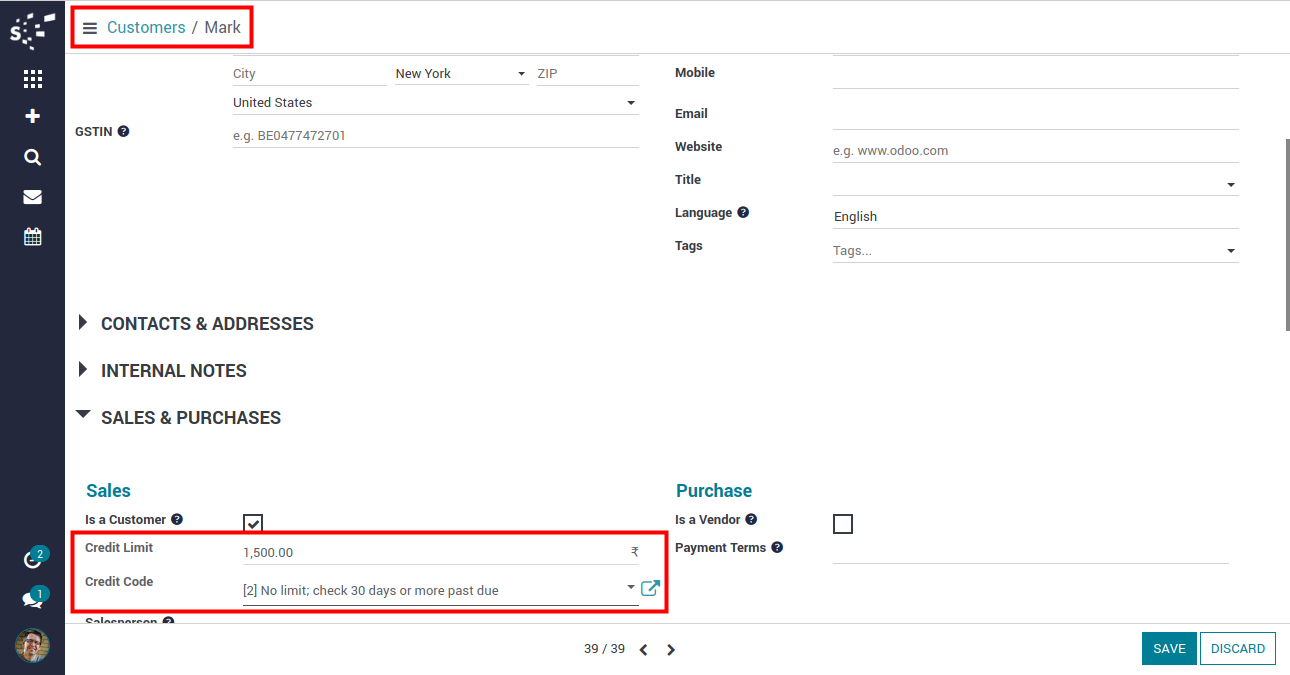 S
Customers / Mark
City New York ZIP
United States
GSTIN ?
e.g. BE0477472701
Mobile
Email
Website e.g. www.odoo.com
Title
Language ? English
Tags Tags...
CONTACTS & ADDRESSES
INTERNAL NOTES
SALES & PURCHASES
Sales
Is a Customer ?
Credit Limit 1,500.00 ₹
Credit Code [2] No limit; check 30 days or more past due
Salesperson ?
Purchase
Is a Vendor ?
Payment Terms ?
2
1
39 / 39
SAVE DISCARD